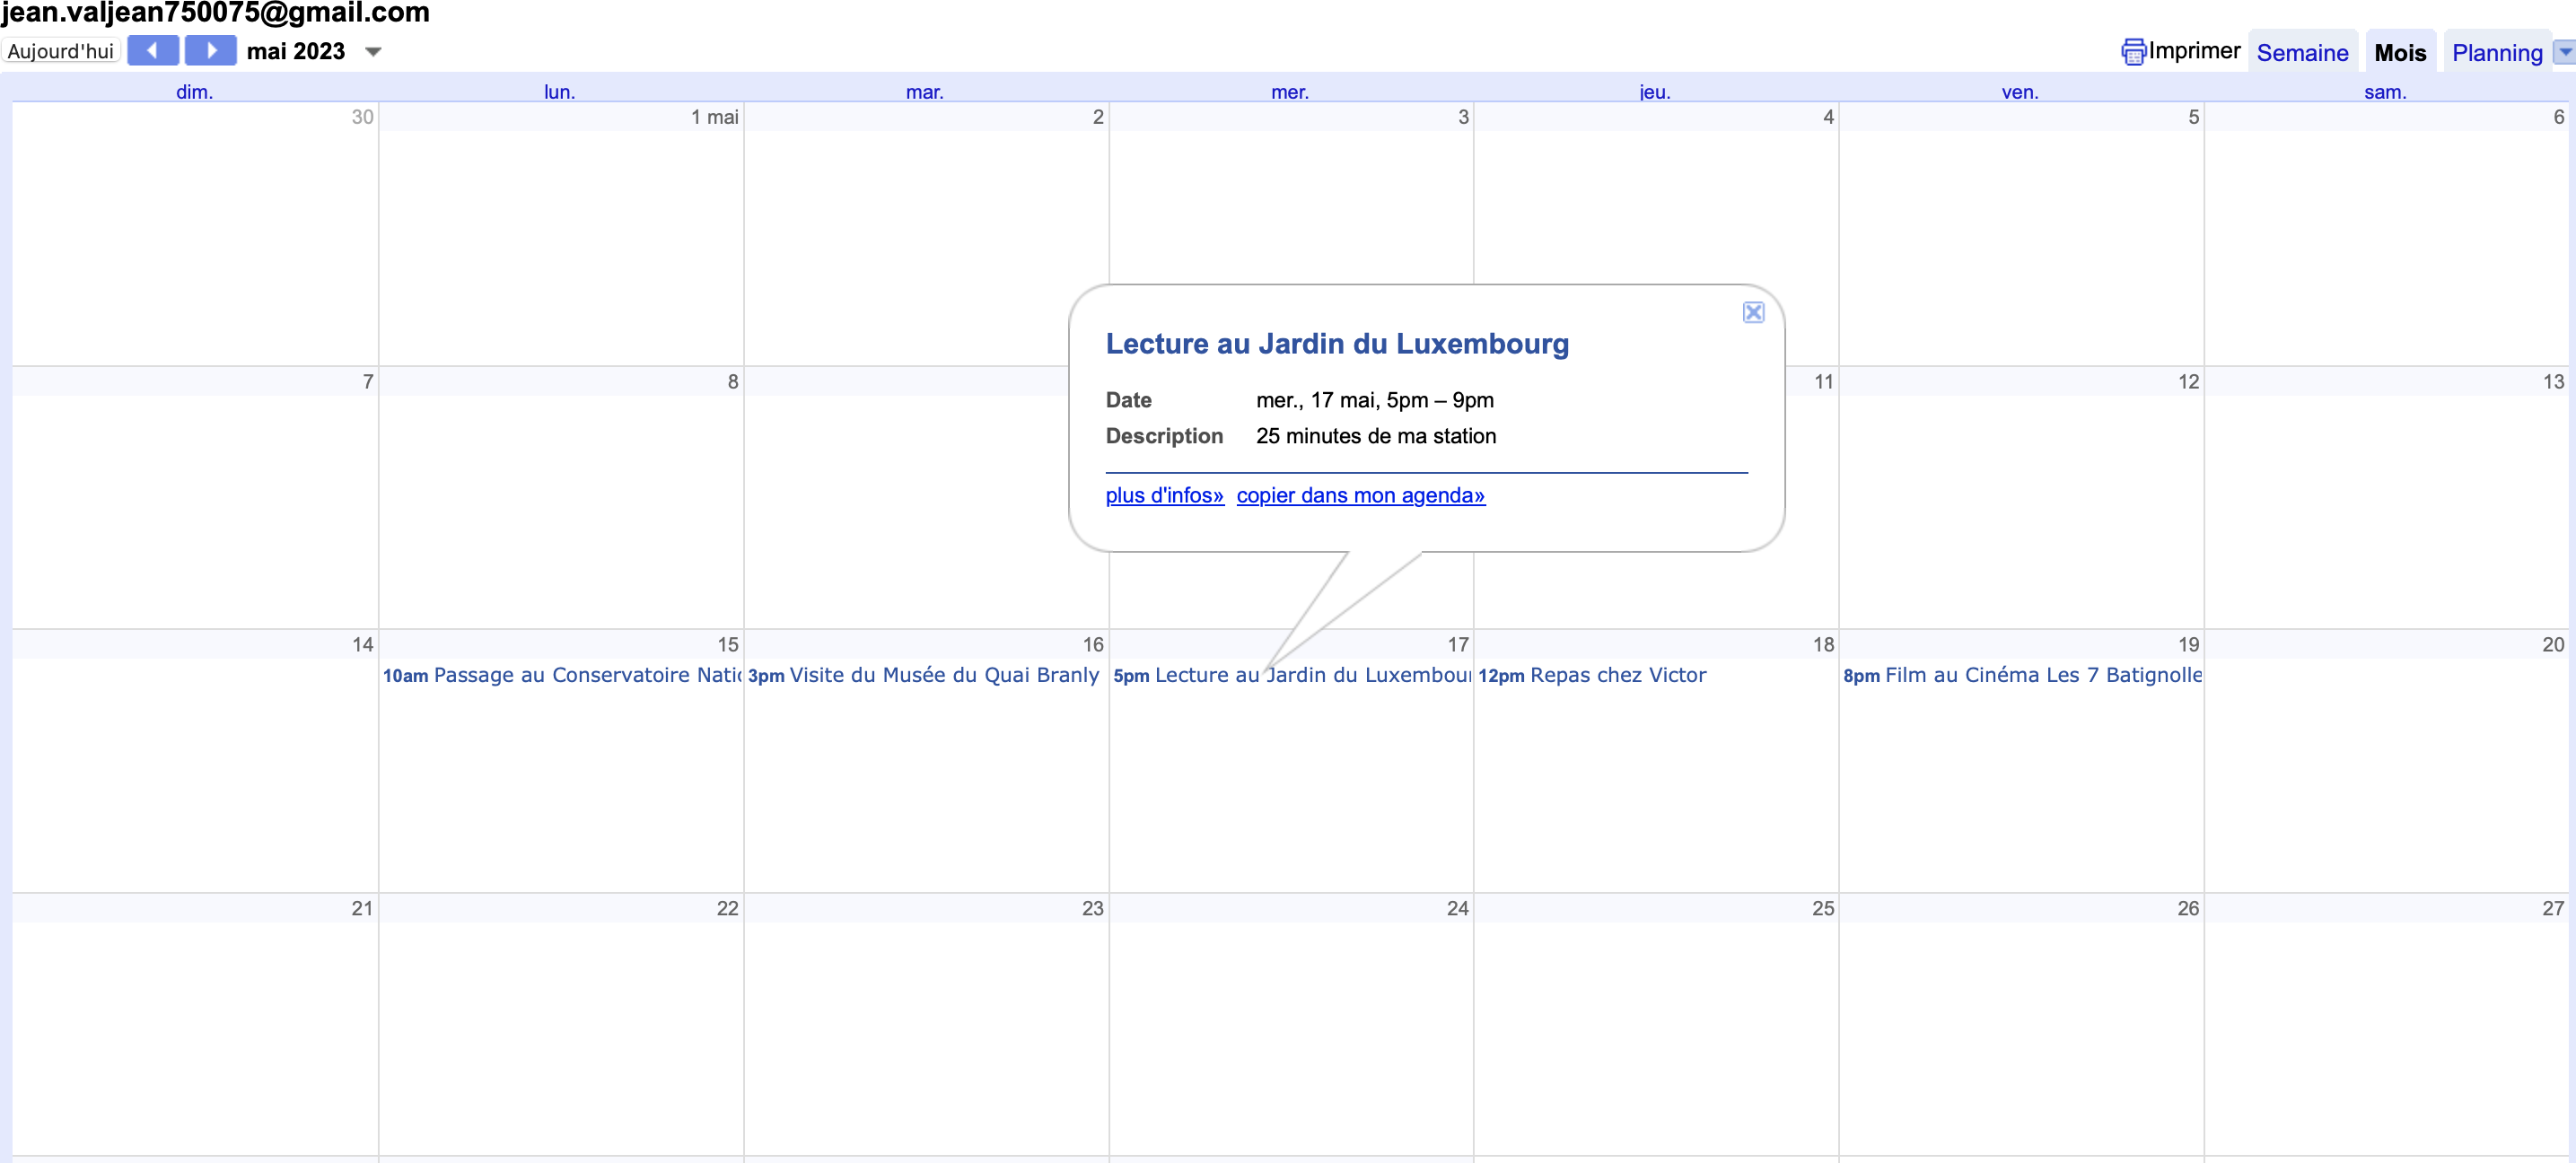 jean.valjean750075@gmail.com
Aujourd'hui mai 2023 Imprimer Semaine Mois Planning
dim. lun. mar. mer. jeu. ven. sam.
30 1 mai 2 3 4 5 6
Lecture au Jardin du Luxembourg
Date mer., 17 mai, 5pm – 9pm
Description 25 minutes de ma station
plus d'infos» copier dans mon agenda»
7 8 11 12 13
14 15 16 17 18 19 20
10am Passage au Conservatoire Natio
3pm Visite du Musée du Quai Branly
5pm Lecture au Jardin du Luxembour
12pm Repas chez Victor
8pm Film au Cinéma Les 7 Batignolle
21 22 23 24 25 26 27